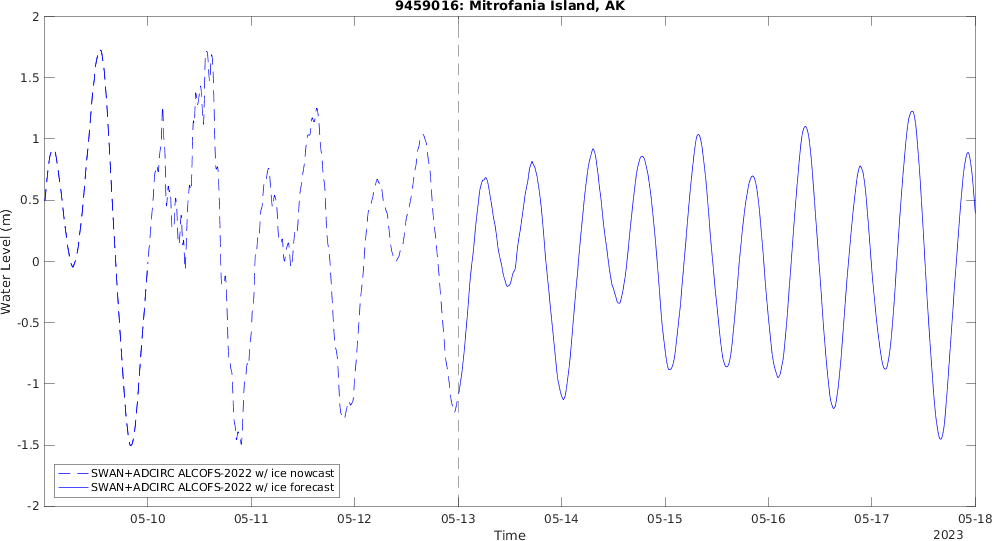 9459016: Mitrofania Island, AK
2
1.5
1
0.5
0
-0.5
-1
-1.5
-2
Water Level (m)
SWAN+ADCIRC ALCOFS-2022 w/ ice nowcast
SWAN+ADCIRC ALCOFS-2022 w/ ice forecast
05-10 05-11 05-12 05-13 05-14 05-15 05-16 05-17 05-18
Time
2023